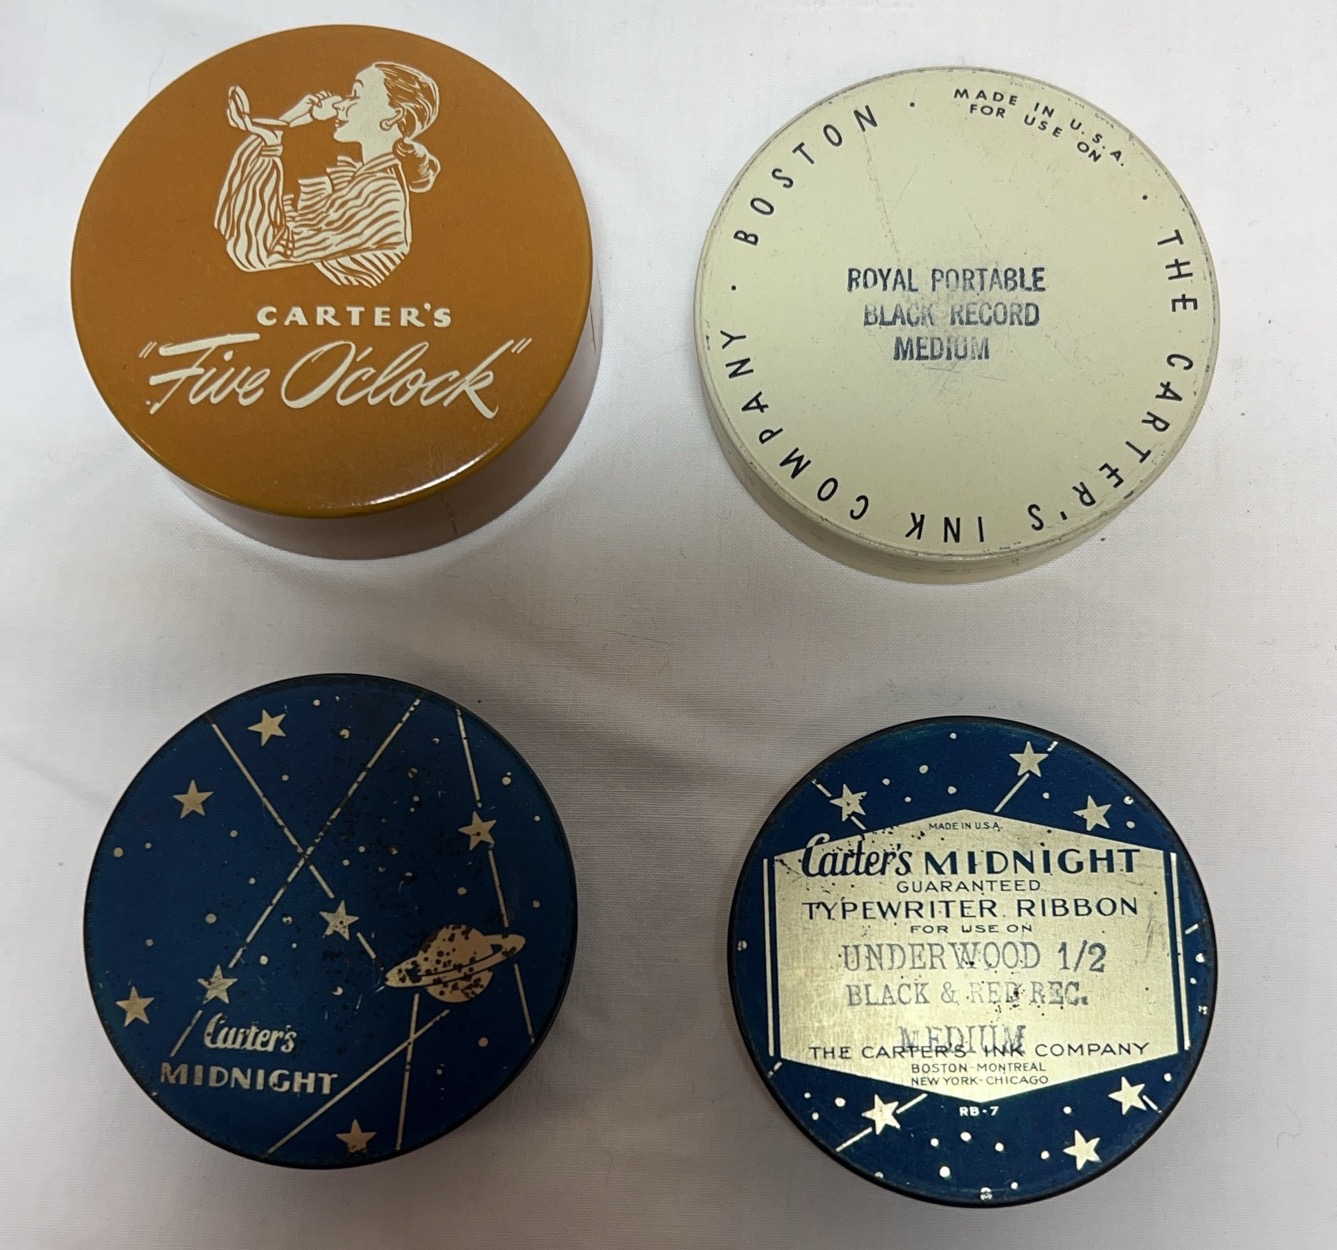 CARTER'S
"Five O'clock"
MADE IN U.S.A.
FOR USE ON
· THE CARTER'S INK COMPANY · BOSTON ·
ROYAL PORTABLE
BLACK RECORD
MEDIUM
Carter's
MIDNIGHT
MADE IN U.S.A.
Carter's MIDNIGHT
GUARANTEED
TYPEWRITER RIBBON
FOR USE ON
UNDERWOOD 1/2
BLACK & RED REC.
MEDIUM
THE CARTER'S INK COMPANY
BOSTON-MONTREAL
NEW YORK-CHICAGO
RB-7